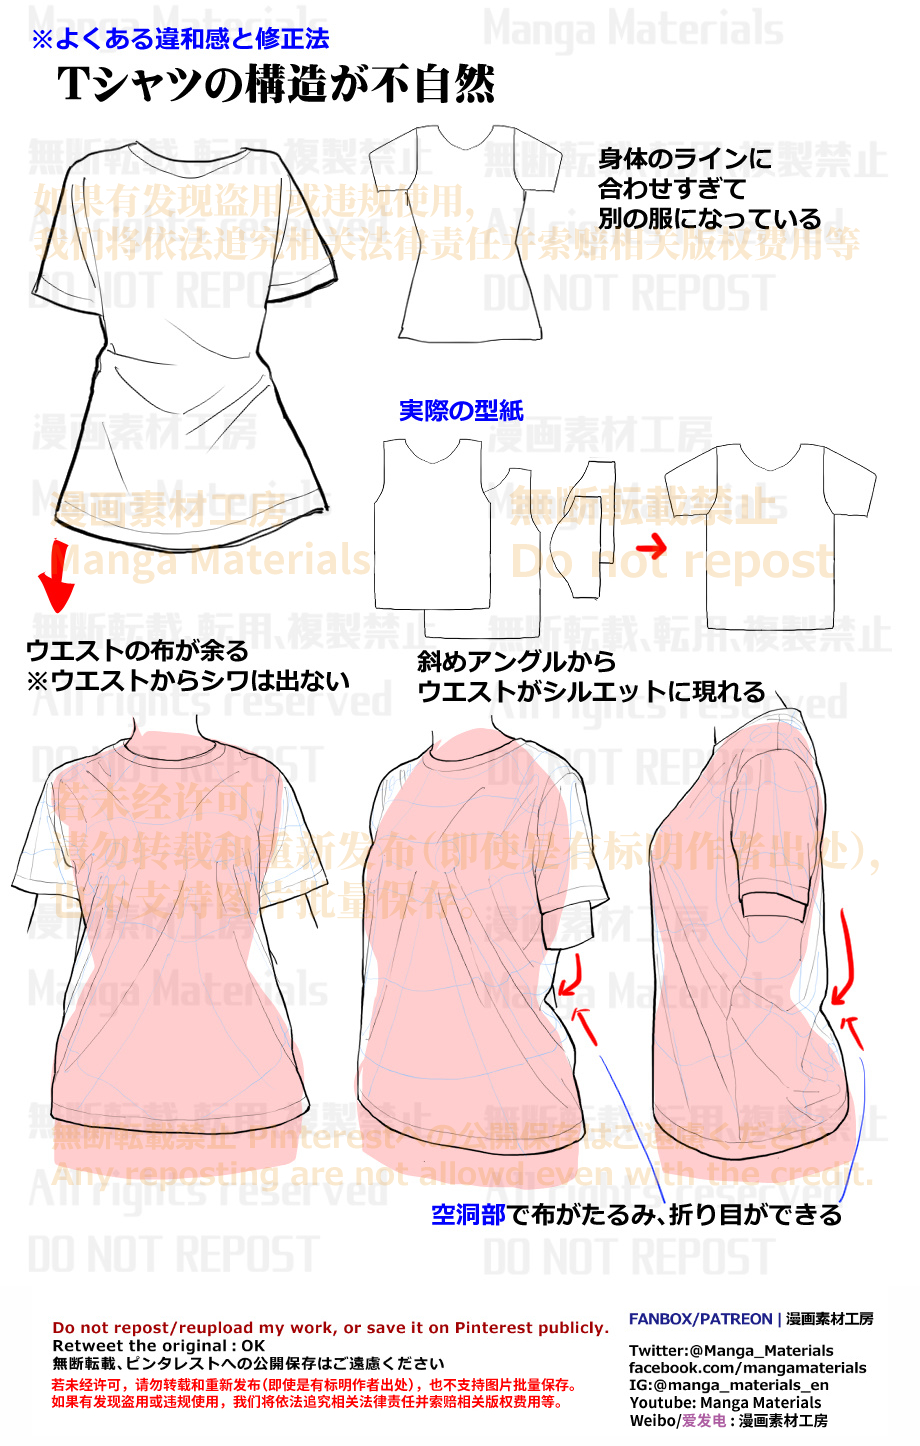 ※よくある違和感と修正法
Tシャツの構造が不自然
身体のラインに
合わせすぎて
別の服になっている
無断転載、転用、複製禁止
如果有发现盗用或违规使用,
我们将依法追究相关法律责任并索赔相关版权费用等
All rights reserved
DO NOT REPOST
実際の型紙
漫画素材工房
Manga Materials
無断転載禁止
Do not repost
ウエストの布が余る
※ウエストからシワは出ない
斜めアングルから
ウエストがシルエットに現れる
若未经许可,
请勿转载和重新发布(即使是有标明作者出处),
也不支持图片批量保存。
無断転載禁止 Pinterestへの公開保存はご遠慮ください
Any reposting are not allowd even with the credit.
空洞部で布がたるみ、折り目ができる
Do not repost/reupload my work, or save it on Pinterest publicly.
Retweet the original : OK
無断転載、ピンタレストへの公開保存はご遠慮ください
若未经许可，请勿转载和重新发布(即使是有标明作者出处)，也不支持图片批量保存。
如果有发现盗用或违规使用，我们将依法追究相关法律责任并索赔相关版权费用等。
FANBOX/PATREON | 漫画素材工房
Twitter:@Manga_Materials
facebook.com/mangamaterials
IG:@manga_materials_en
Youtube: Manga Materials
Weibo/爱发电 : 漫画素材工房